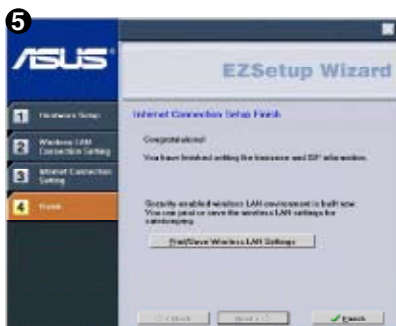 5
ASUS
EZSetup Wizard
1 Hardware Setup
2 Wireless LAN
Connection Setting
3 Internet Connection
Setting
4 Finish
Internet Connection Setup Finish
Congratulations!
You have finished setting the hardware and ISP information.
Security enabled wireless LAN environment is built now.
You can print or save the wireless LAN settings for
safekeeping.
Print/Save Wireless LAN Settings
< Back
Next >
Finish